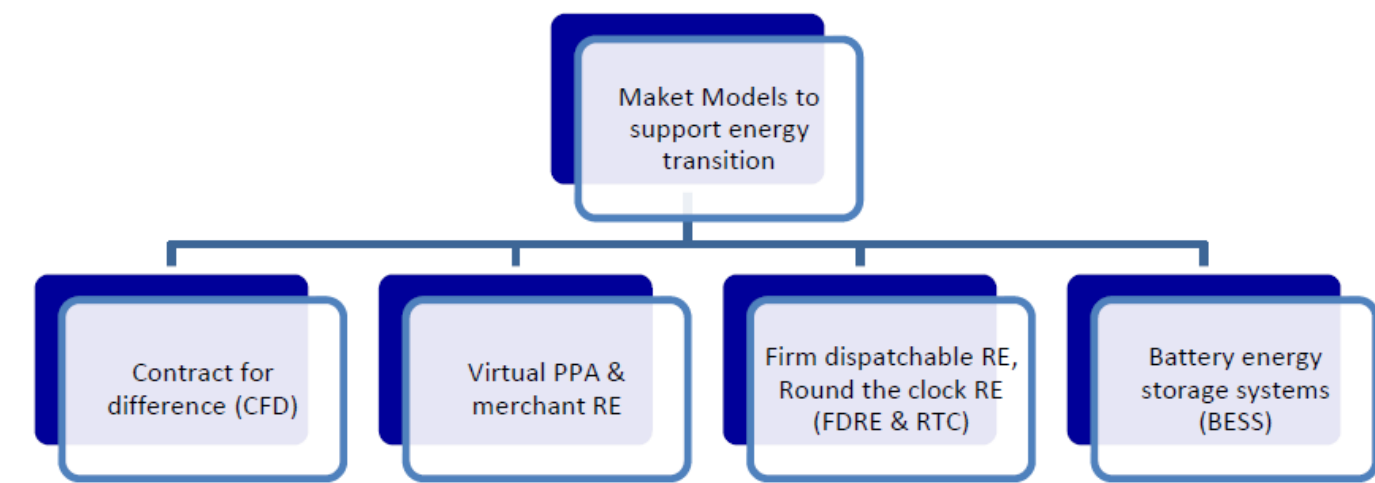 Maket Models to
support energy
transition
Contract for
difference (CFD)
Virtual PPA &
merchant RE
Firm dispatchable RE,
Round the clock RE
(FDRE & RTC)
Battery energy
storage systems
(BESS)